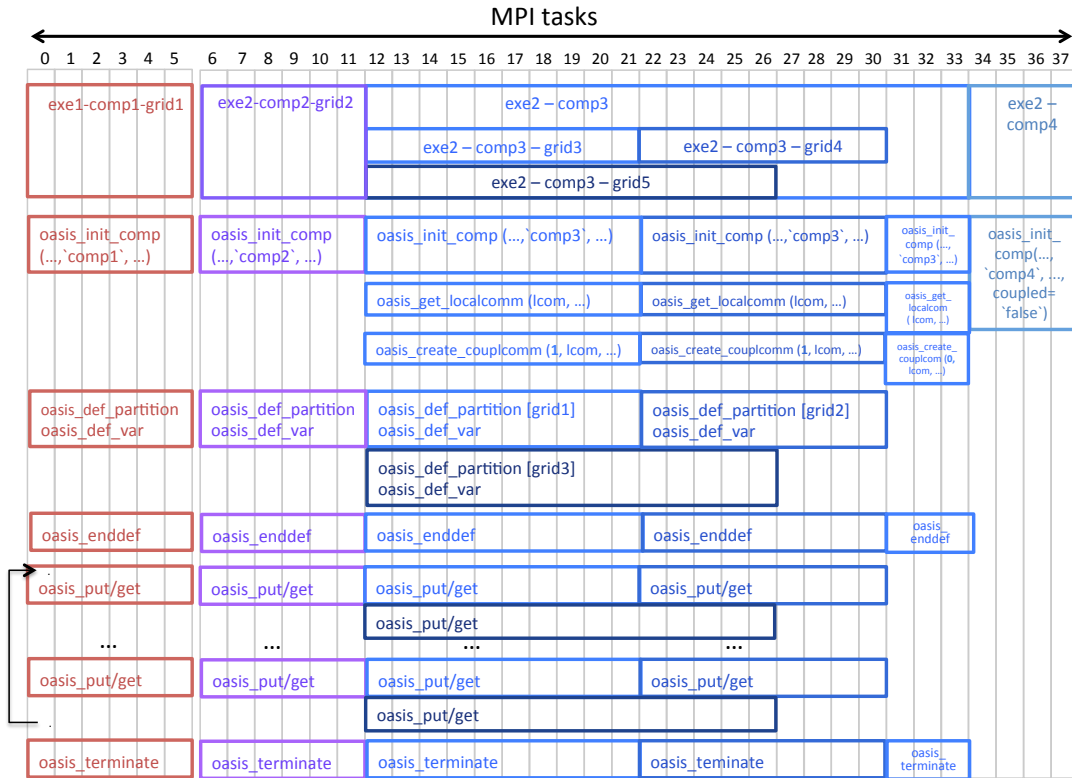 MPI tasks
0 1 2 3 4 5 6 7 8 9 10 11 12 13 14 15 16 17 18 19 20 21 22 23 24 25 26 27 28 29 30 31 32 33 34 35 36 37
exe1-comp1-grid1
exe2-comp2-grid2
exe2 – comp3
exe2 –
comp4
exe2 – comp3 – grid3
exe2 – comp3 – grid4
exe2 – comp3 – grid5
oasis_init_comp
(...,`comp1`, ...)
oasis_init_comp
(...,`comp2`, ...)
oasis_init_comp (...,`comp3`, ...)
oasis_init_comp (...,`comp3`, ...)
oasis_init_
comp (...,
`comp3`, ...)
oasis_init_
comp(...,
`comp4`, ...,
coupled=
`false`)
oasis_get_localcomm (lcom, ...)
oasis_get_localcomm (lcom, ...)
oasis_get_
localcom
( lcom, ...)
oasis_create_couplcomm (1, lcom, ...)
oasis_create_couplcomm (1, lcom, ...)
oasis_create_
couplcom (0,
lcom, ...)
oasis_def_partition
oasis_def_var
oasis_def_partition
oasis_def_var
oasis_def_partition [grid1]
oasis_def_var
oasis_def_partition [grid2]
oasis_def_var
oasis_def_partition [grid3]
oasis_def_var
oasis_enddef
oasis_enddef
oasis_enddef
oasis_enddef
oasis_
enddef
.
oasis_put/get
oasis_put/get
oasis_put/get
oasis_put/get
oasis_put/get
... ... ... ...
oasis_put/get
oasis_put/get
oasis_put/get
oasis_put/get
oasis_put/get
.
oasis_terminate
oasis_terminate
oasis_terminate
oasis_terminate
oasis_
terminate